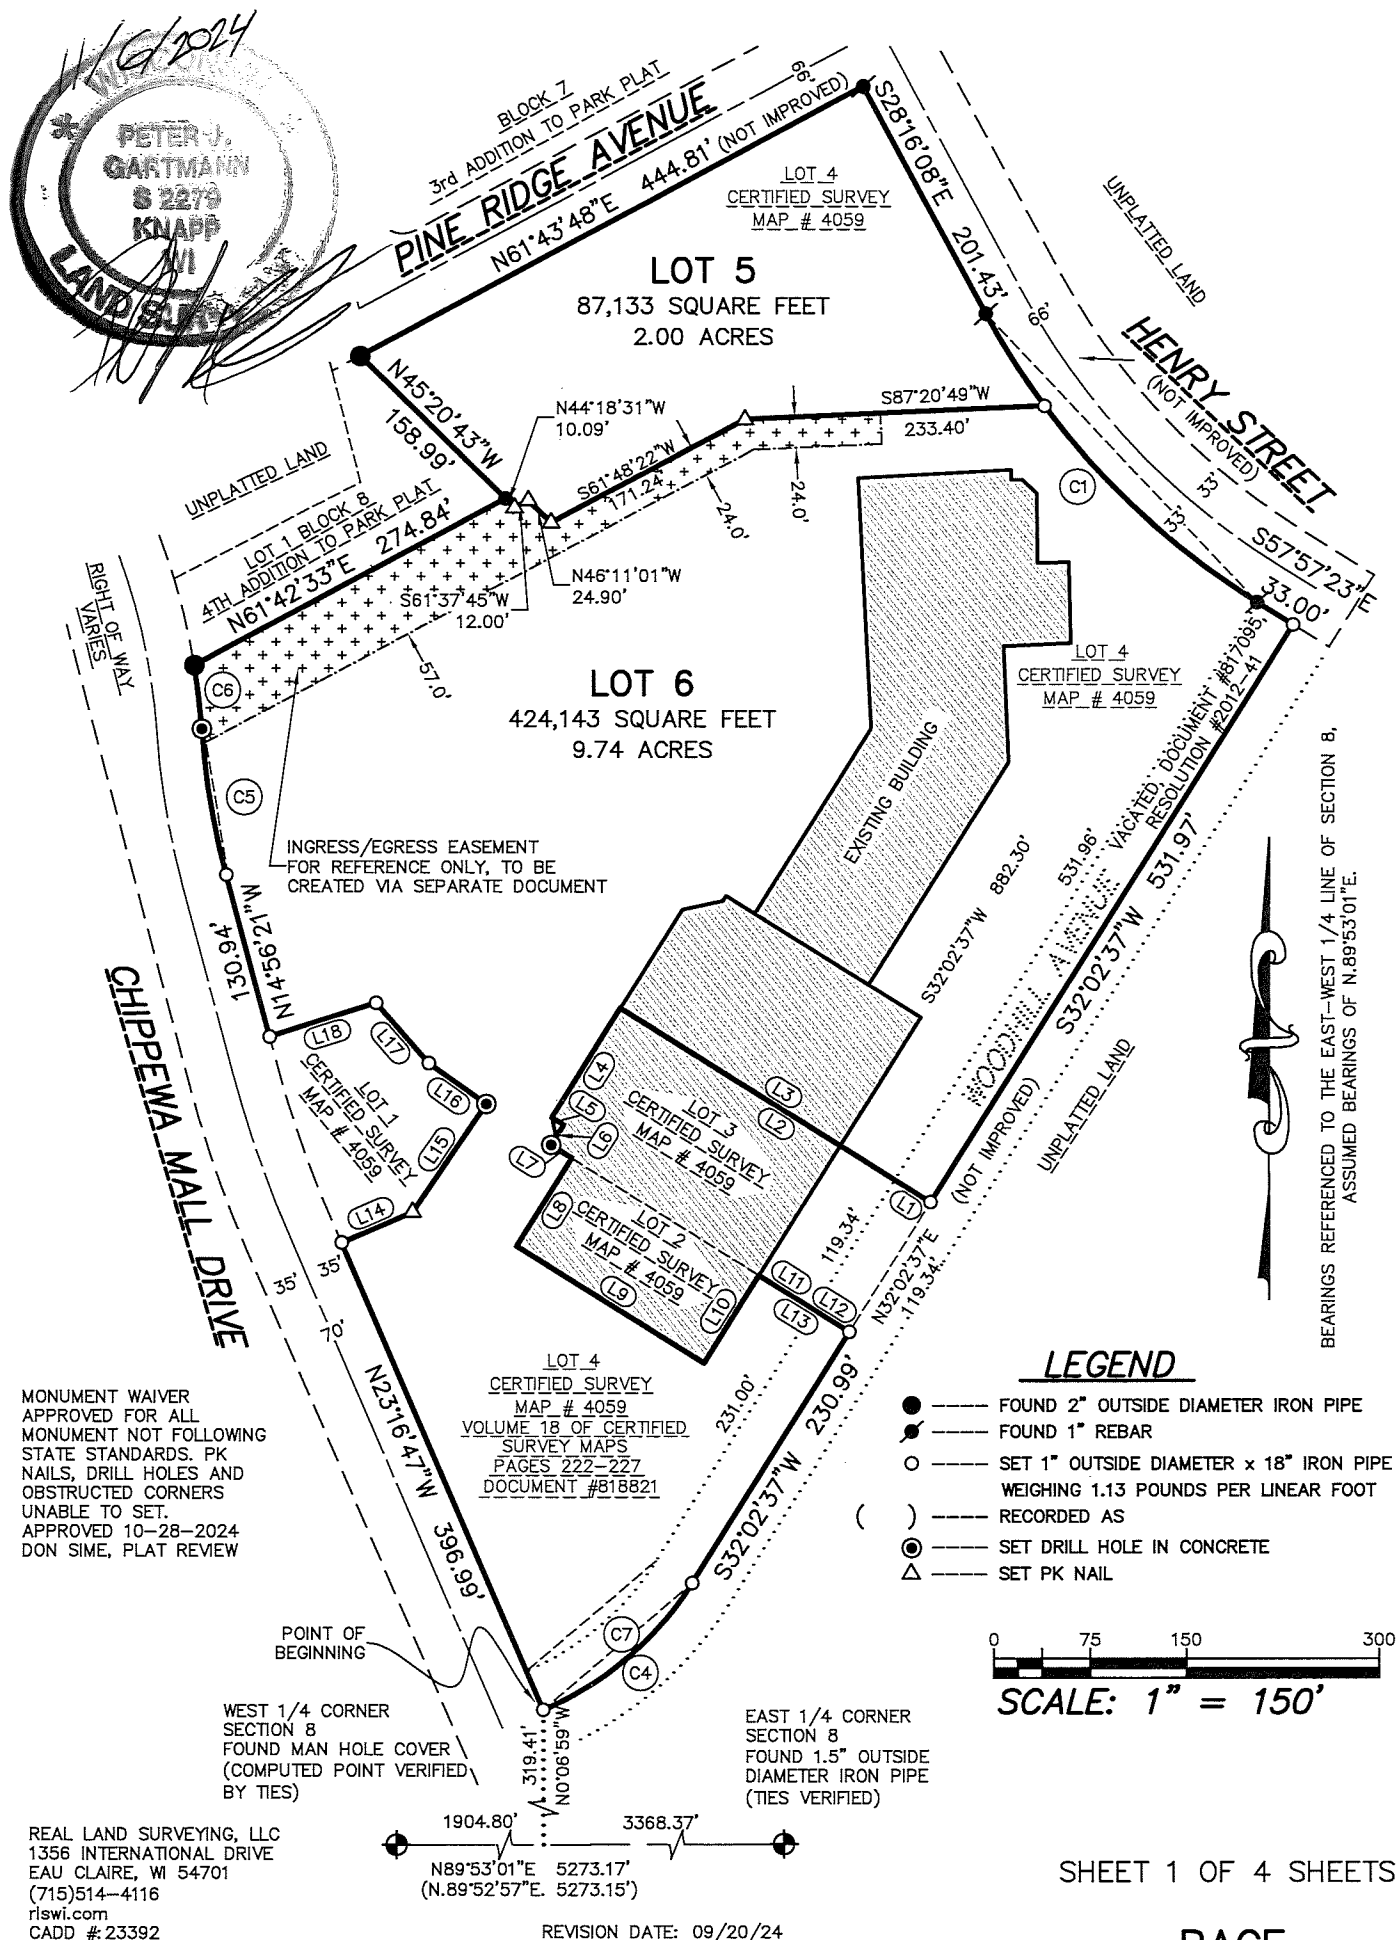 11/6/2024
WISCONSIN
PETER J.
GARTMANN
S 2279
KNAPP
WI
LAND SURVEYOR
BLOCK 7
3rd ADDITION TO PARK PLAT
PINE RIDGE AVENUE
N61°43'48"E 444.81' (NOT IMPROVED)
66'
S28°16'08"E 201.43'
LOT 4
CERTIFIED SURVEY
MAP # 4059
UNPLATTED LAND
LOT 5
87,133 SQUARE FEET
2.00 ACRES
66'
HENRY STREET
(NOT IMPROVED)
N45°20'43"W
158.99'
N44°18'31"W
10.09'
S87°20'49"W
233.40'
S61°48'22"W
171.24'
24.0'
24.0'
C1
33'
33'
S57°57'23"E
33.00'
UNPLATTED LAND
LOT 1 BLOCK 8
4TH ADDITION TO PARK PLAT
N61°42'33"E 274.84'
N46°11'01"W
24.90'
S61°37'45"W
12.00'
RIGHT OF WAY
VARIES
57.0'
C6
LOT 6
424,143 SQUARE FEET
9.74 ACRES
LOT 4
CERTIFIED SURVEY
MAP # 4059
C5
EXISTING BUILDING
VACATED, DOCUMENT #817095,
RESOLUTION #2012-41
INGRESS/EGRESS EASEMENT
FOR REFERENCE ONLY, TO BE
CREATED VIA SEPARATE DOCUMENT
S32°02'37"W 882.30'
531.96'
WOODMILL AVENUE
S32°02'37"W 531.97'
(NOT IMPROVED)
UNPLATTED LAND
BEARINGS REFERENCED TO THE EAST-WEST 1/4 LINE OF SECTION 8,
ASSUMED BEARINGS OF N.89°53'01"E.
130.94'
N14°56'21"W
CHIPPEWA MALL DRIVE
L18
L17
L16
L15
L14
LOT 1
CERTIFIED SURVEY
MAP # 4059
L4
L5
L6
L7
L3
L2
LOT 3
CERTIFIED SURVEY
MAP # 4059
L1
L8
LOT 2
CERTIFIED SURVEY
MAP # 4059
L9
L10
L11
L12
L13
119.34'
N32°02'37"E
119.34'
35'
35'
70'
LOT 4
CERTIFIED SURVEY
MAP # 4059
VOLUME 18 OF CERTIFIED
SURVEY MAPS
PAGES 222-227
DOCUMENT #818821
231.00'
S32°02'37"W 230.99'
N23°16'47"W 396.99'
MONUMENT WAIVER
APPROVED FOR ALL
MONUMENT NOT FOLLOWING
STATE STANDARDS. PK
NAILS, DRILL HOLES AND
OBSTRUCTED CORNERS
UNABLE TO SET.
APPROVED 10-28-2024
DON SIME, PLAT REVIEW
LEGEND
FOUND 2" OUTSIDE DIAMETER IRON PIPE
FOUND 1" REBAR
SET 1" OUTSIDE DIAMETER x 18" IRON PIPE
WEIGHING 1.13 POUNDS PER LINEAR FOOT
( ) RECORDED AS
SET DRILL HOLE IN CONCRETE
SET PK NAIL
C7
C4
POINT OF
BEGINNING
0 75 150 300
SCALE: 1" = 150'
WEST 1/4 CORNER
SECTION 8
FOUND MAN HOLE COVER
(COMPUTED POINT VERIFIED
BY TIES)
319.41'
N0°06'59"W
EAST 1/4 CORNER
SECTION 8
FOUND 1.5" OUTSIDE
DIAMETER IRON PIPE
(TIES VERIFIED)
1904.80' 3368.37'
N89°53'01"E 5273.17'
(N.89°52'57"E. 5273.15')
REAL LAND SURVEYING, LLC
1356 INTERNATIONAL DRIVE
EAU CLAIRE, WI 54701
(715)514-4116
rlswi.com
CADD #: 23392
REVISION DATE: 09/20/24
SHEET 1 OF 4 SHEETS